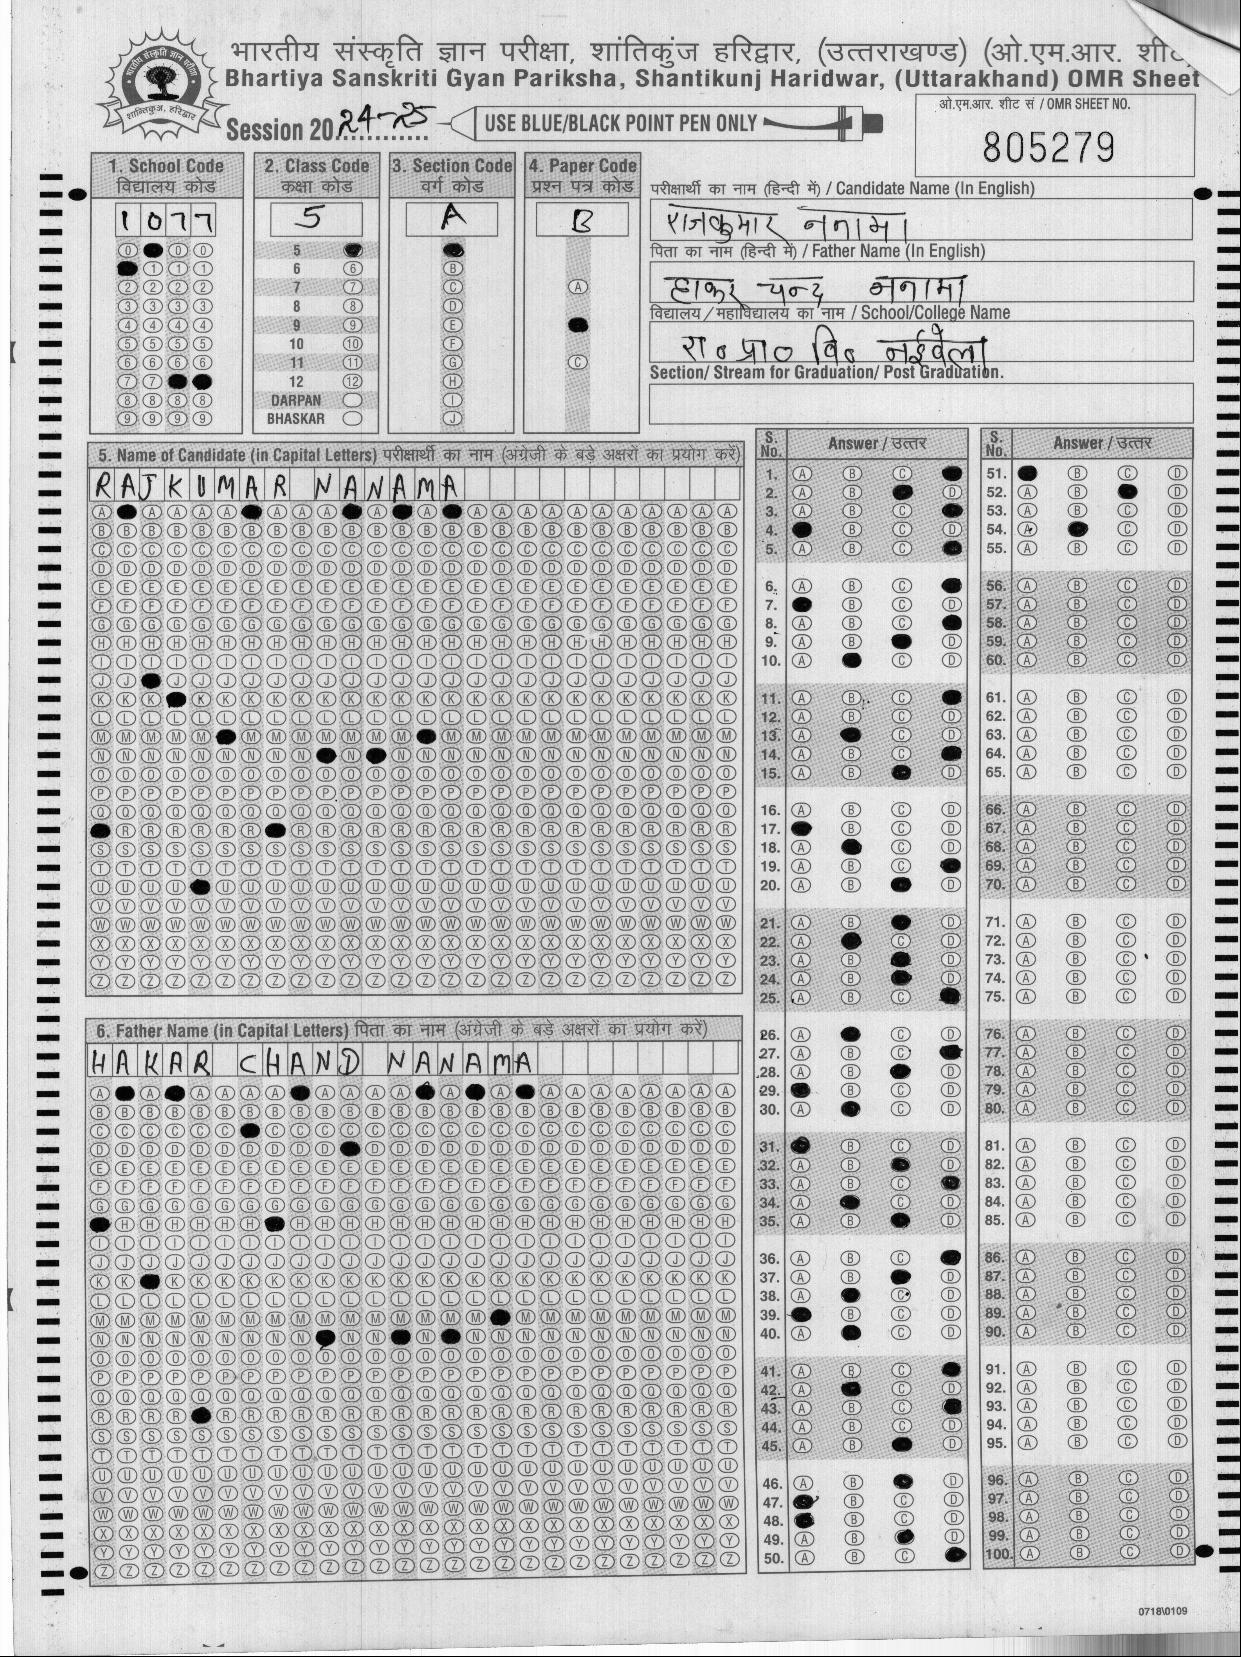 भारतीय संस्कृति ज्ञान परीक्षा, शांतिकुंज हरिद्वार, (उत्तराखण्ड) (ओ.एम.आर. शीट)
Bhartiya Sanskriti Gyan Pariksha, Shantikunj Haridwar, (Uttarakhand) OMR Sheet
शान्तिकुञ्ज, हरिद्वार
Session 20 24-25
USE BLUE/BLACK POINT PEN ONLY
ओ.एम.आर. शीट सं / OMR SHEET NO.
805279
1. School Code
विद्यालय कोड
1 0 7 7
2. Class Code
कक्षा कोड
5
5
6
7
8
9
10
11
12
DARPAN
BHASKAR
3. Section Code
वर्ग कोड
A
4. Paper Code
प्रश्न पत्र कोड
B
परीक्षार्थी का नाम (हिन्दी में) / Candidate Name (In English)
राजकुमार ननामा
पिता का नाम (हिन्दी में) / Father Name (In English)
हाकर चन्द ननामा
विद्यालय/महाविद्यालय का नाम / School/College Name
रा० प्रा० वि०
Section/ Stream for Graduation/ Post Graduation.
5. Name of Candidate (in Capital Letters) परीक्षार्थी का नाम (अंग्रेजी के बड़े अक्षरों का प्रयोग करें)
RAJKUMAR NANAMA
6. Father Name (in Capital Letters) पिता का नाम (अंग्रेजी के बड़े अक्षरों का प्रयोग करें)
HAKAR CHAND NANAMA
S. No. Answer / उत्तर
S. No. Answer / उत्तर
0718\0109